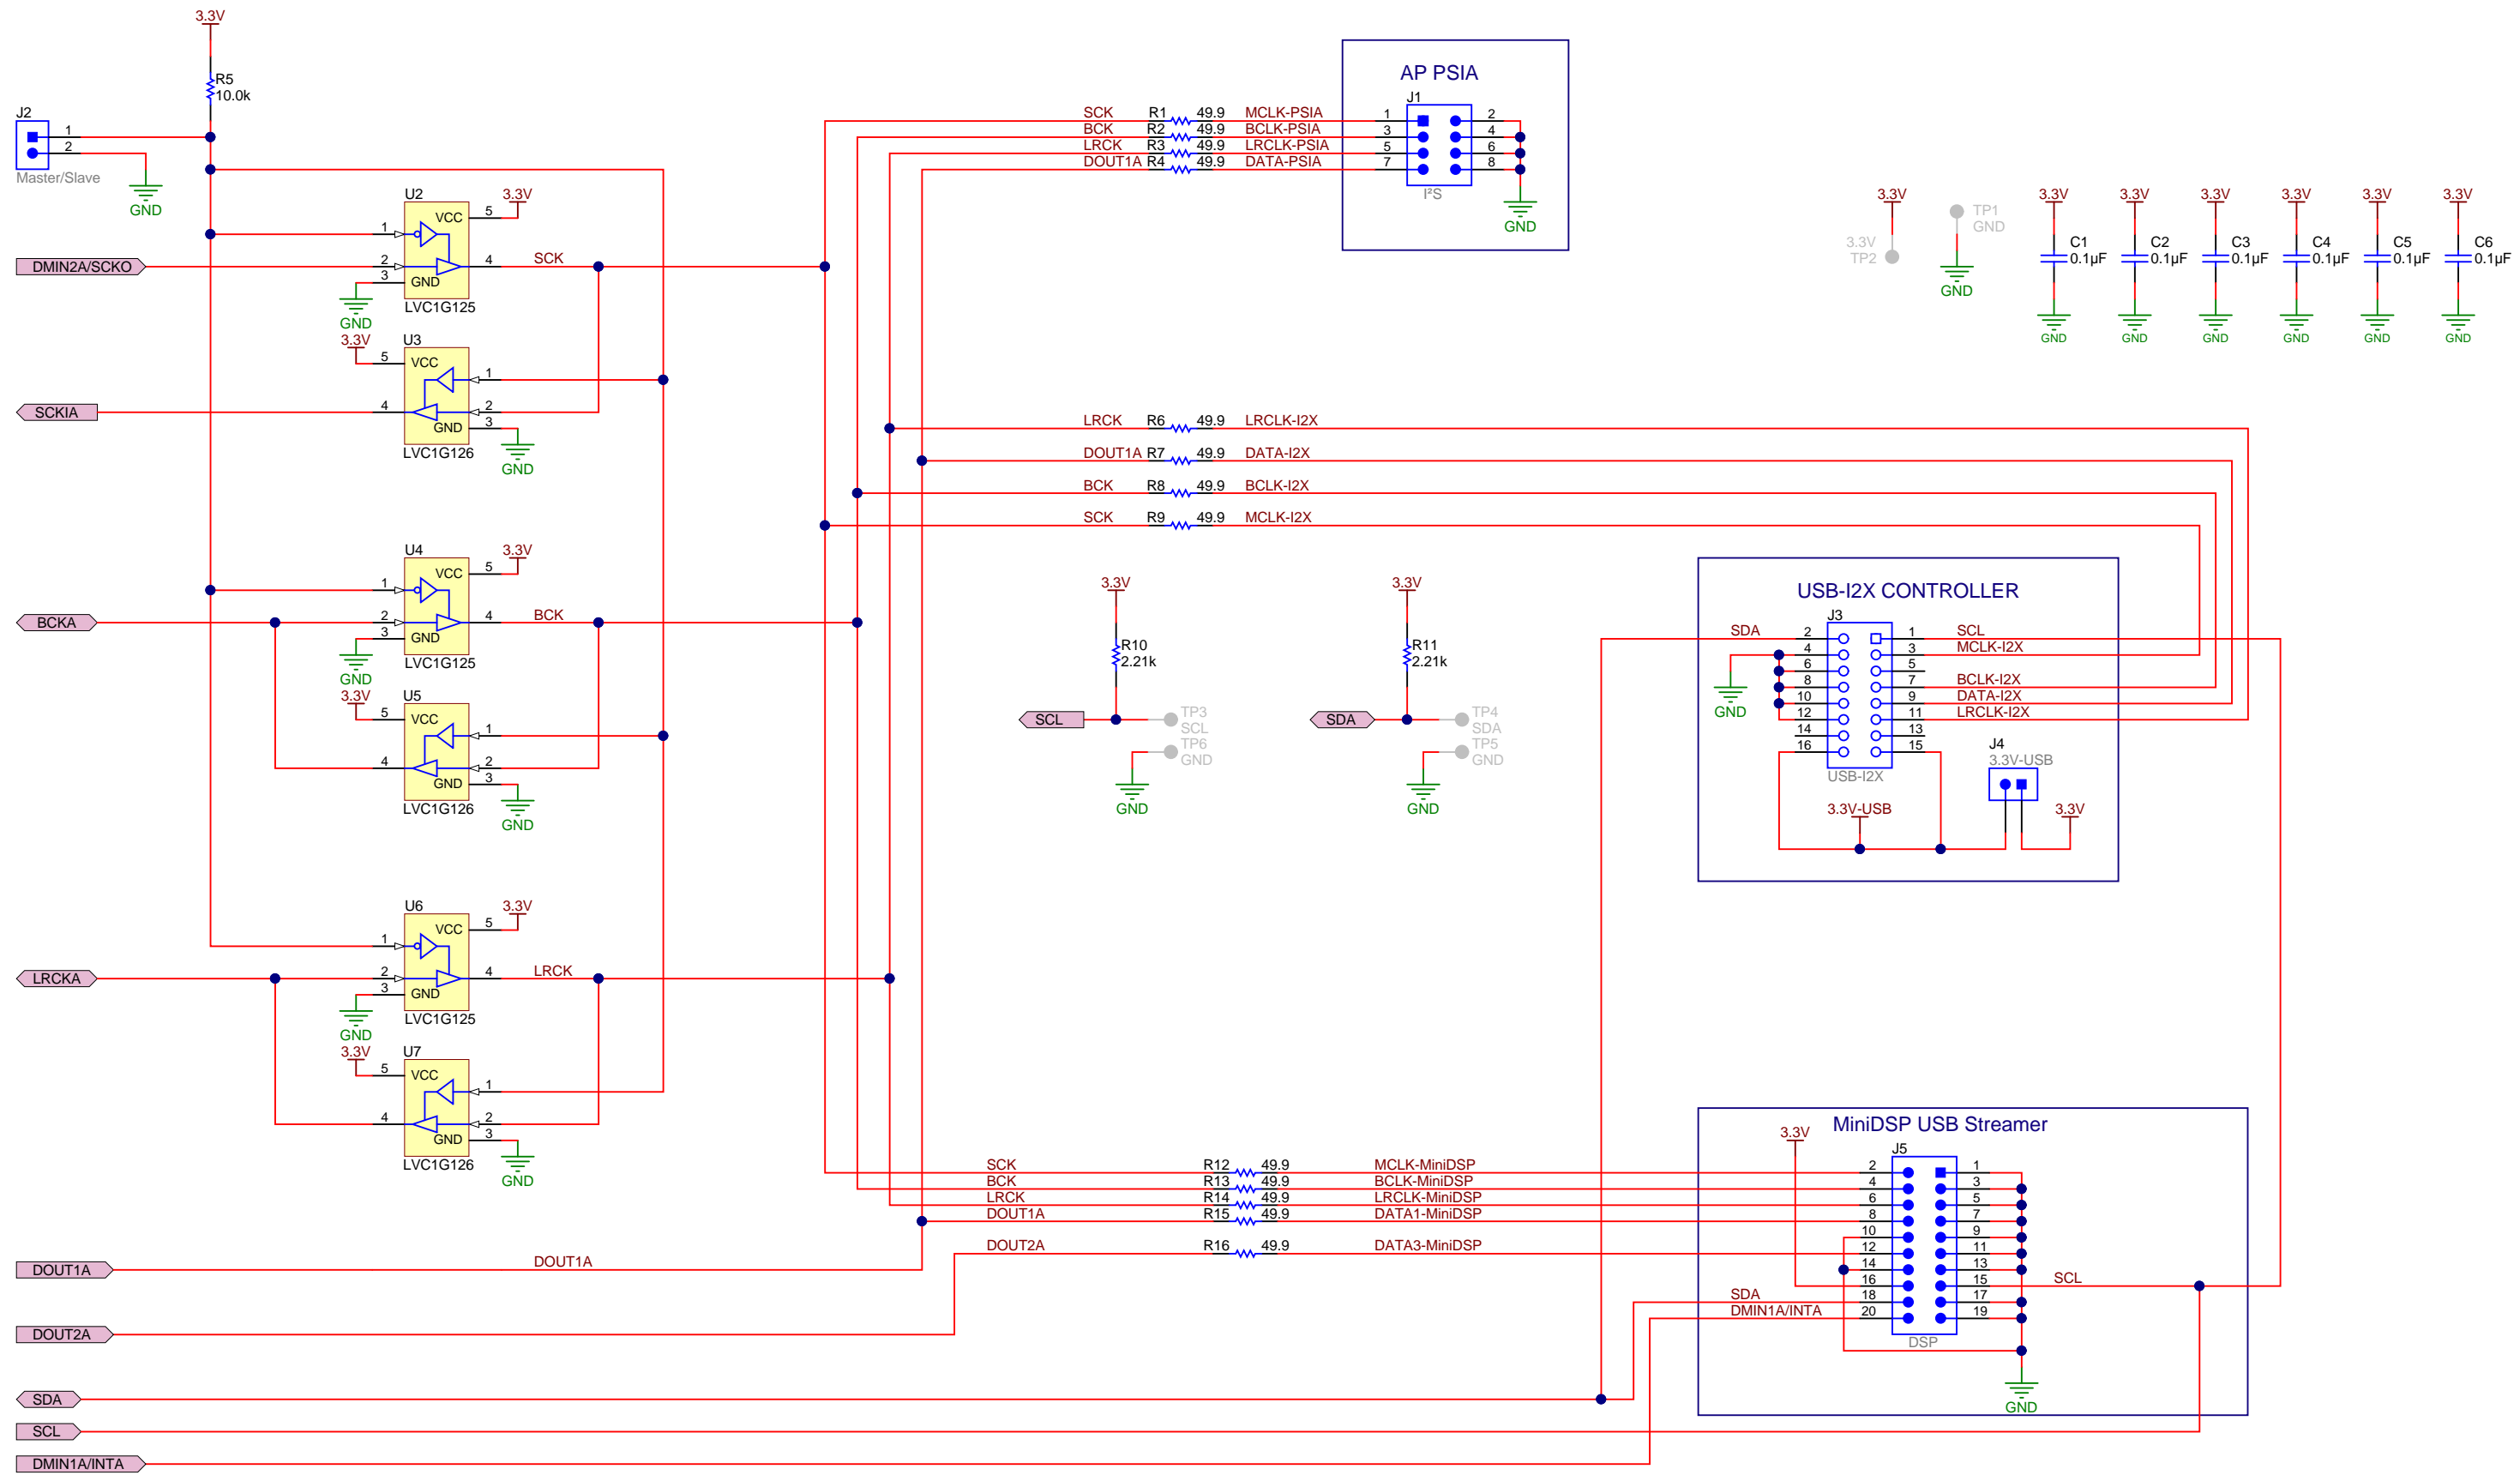 3.3V
R5
10.0k
J2
1
2
Master/Slave
GND
U2
VCC
5
3.3V
1
DMIN2A/SCKO
2
4
SCK
3
GND
GND
LVC1G125
U3
3.3V
5
VCC
1
SCKIA
4
2
GND
3
LVC1G126
GND
U4
VCC
5
3.3V
1
BCKA
2
4
BCK
3
GND
GND
LVC1G125
U5
3.3V
5
VCC
1
4
2
GND
3
LVC1G126
GND
U6
VCC
5
3.3V
1
LRCKA
2
4
LRCK
3
GND
GND
LVC1G125
U7
3.3V
5
VCC
1
4
2
GND
3
LVC1G126
GND
AP PSIA
J1
SCK R1 49.9 MCLK-PSIA 1 2
BCK R2 49.9 BCLK-PSIA 3 4
LRCK R3 49.9 LRCLK-PSIA 5 6
DOUT1A R4 49.9 DATA-PSIA 7 8
I²S
GND
3.3V
3.3V
TP2
TP1
GND
GND
3.3V 3.3V 3.3V 3.3V 3.3V 3.3V
C1 C2 C3 C4 C5 C6
0.1µF 0.1µF 0.1µF 0.1µF 0.1µF 0.1µF
GND GND GND GND GND GND
LRCK R6 49.9 LRCLK-I2X
DOUT1A R7 49.9 DATA-I2X
BCK R8 49.9 BCLK-I2X
SCK R9 49.9 MCLK-I2X
3.3V
R10
2.21k
SCL
TP3
SCL
TP6
GND
GND
3.3V
R11
2.21k
SDA
TP4
SDA
TP5
GND
GND
USB-I2X CONTROLLER
J3
SDA 2 1 SCL
4 3 MCLK-I2X
6 5
8 7 BCLK-I2X
10 9 DATA-I2X
12 11 LRCLK-I2X
14 13
16 15
GND
USB-I2X
J4
3.3V-USB
3.3V-USB
3.3V
MiniDSP USB Streamer
3.3V
J5
SCK R12 49.9 MCLK-MiniDSP 2 1
BCK R13 49.9 BCLK-MiniDSP 4 3
LRCK R14 49.9 LRCLK-MiniDSP 6 5
DOUT1A R15 49.9 DATA1-MiniDSP 8 7
10 9
DOUT2A R16 49.9 DATA3-MiniDSP 12 11
14 13
16 15 SCL
SDA 18 17
DMIN1A/INTA 20 19
DSP
GND
DOUT1A DOUT1A
DOUT2A
SDA
SCL
DMIN1A/INTA